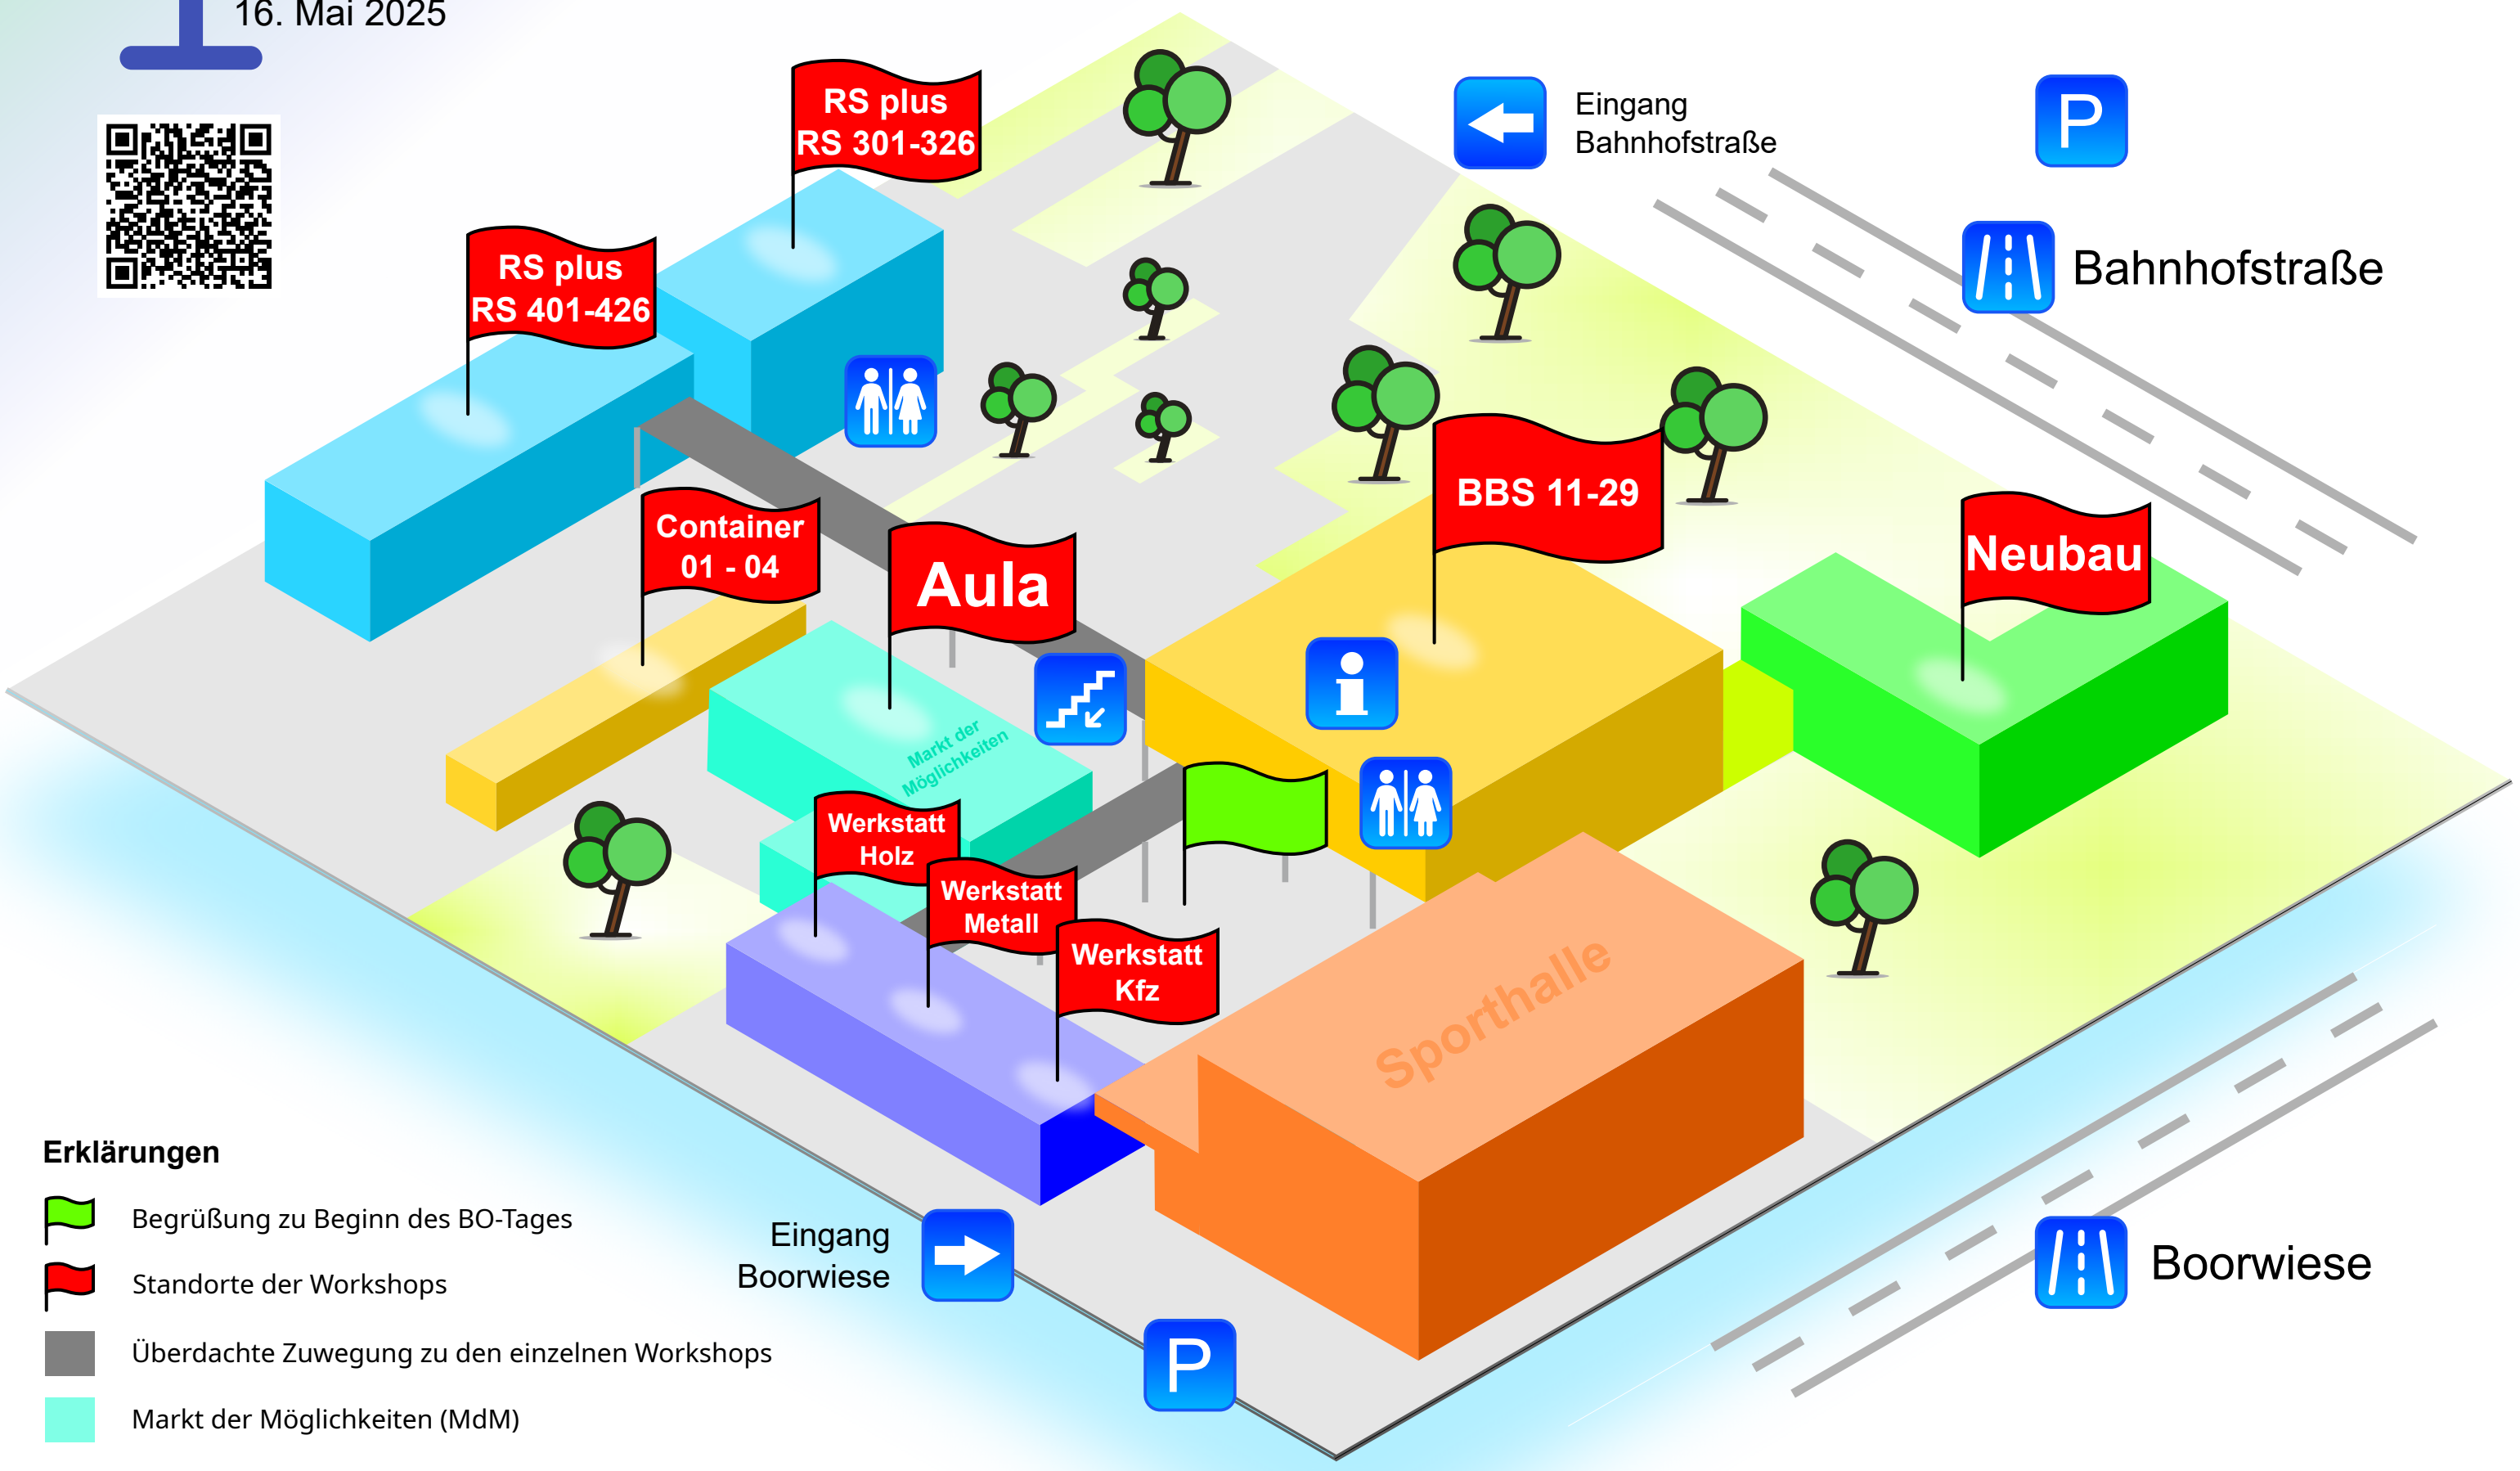 16. Mai 2025
RS plus
RS 301-326
Eingang
Bahnhofstraße
P
RS plus
RS 401-426
Bahnhofstraße
BBS 11-29
Container
01 - 04
Aula
Neubau
Markt der
Möglichkeiten
Werkstatt
Holz
Werkstatt
Metall
Werkstatt
Kfz
Sporthalle
Erklärungen
Begrüßung zu Beginn des BO-Tages
Standorte der Workshops
Überdachte Zuwegung zu den einzelnen Workshops
Markt der Möglichkeiten (MdM)
Eingang
Boorwiese
P
Boorwiese